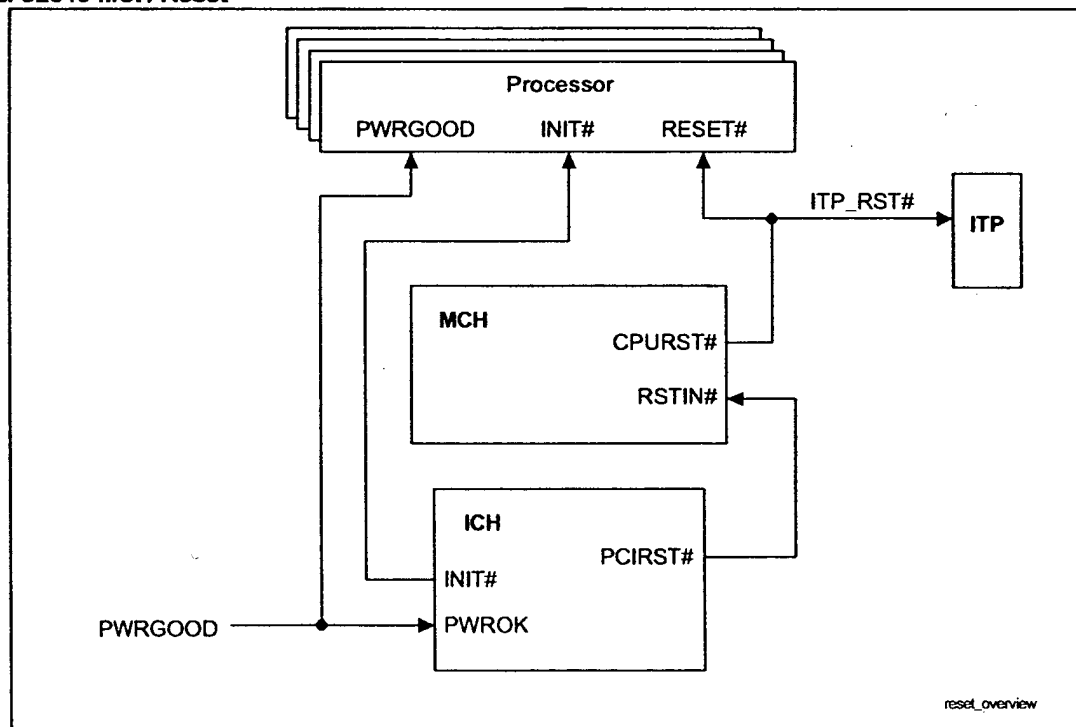 Processor
PWRGOOD INIT# RESET#
ITP_RST#
ITP
MCH
CPURST#
RSTIN#
ICH
PCIRST#
INIT#
PWRGOOD PWROK
reset_overview